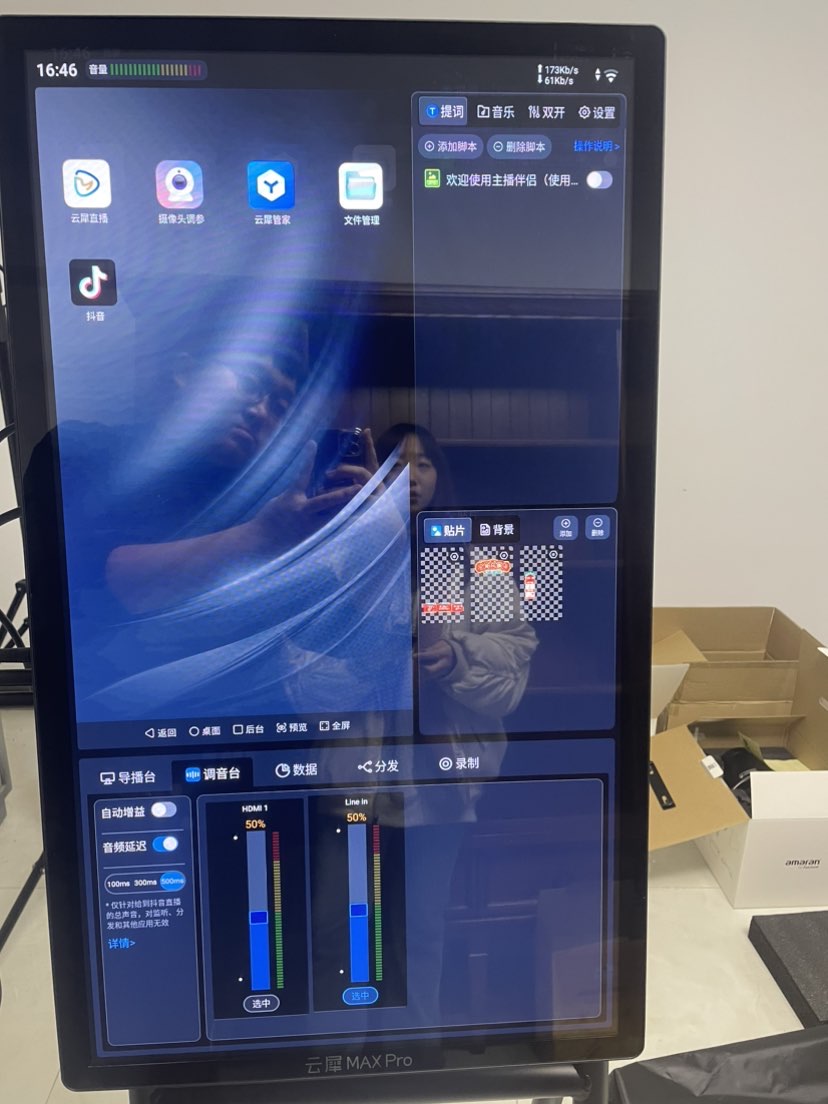 16:46 音量 173Kb/s
61Kb/s
提词 音乐 双开 设置
添加脚本 删除脚本 操作说明>
欢迎使用主播伴侣（使用...
云犀直播 摄像头调参 云犀管家 文件管理
抖音
贴片 背景 添加 删除
返回 桌面 后台 预览 全屏
导播台 调音台 数据 分发 录制
自动增益
音频延迟
100ms 300ms 500ms
*仅针对给到抖音直播
的总声音，对监听、分
发和其他应用无效
详情>
HDMI 1
50%
选中
Line in
50%
选中
云犀 MAX Pro
amaran